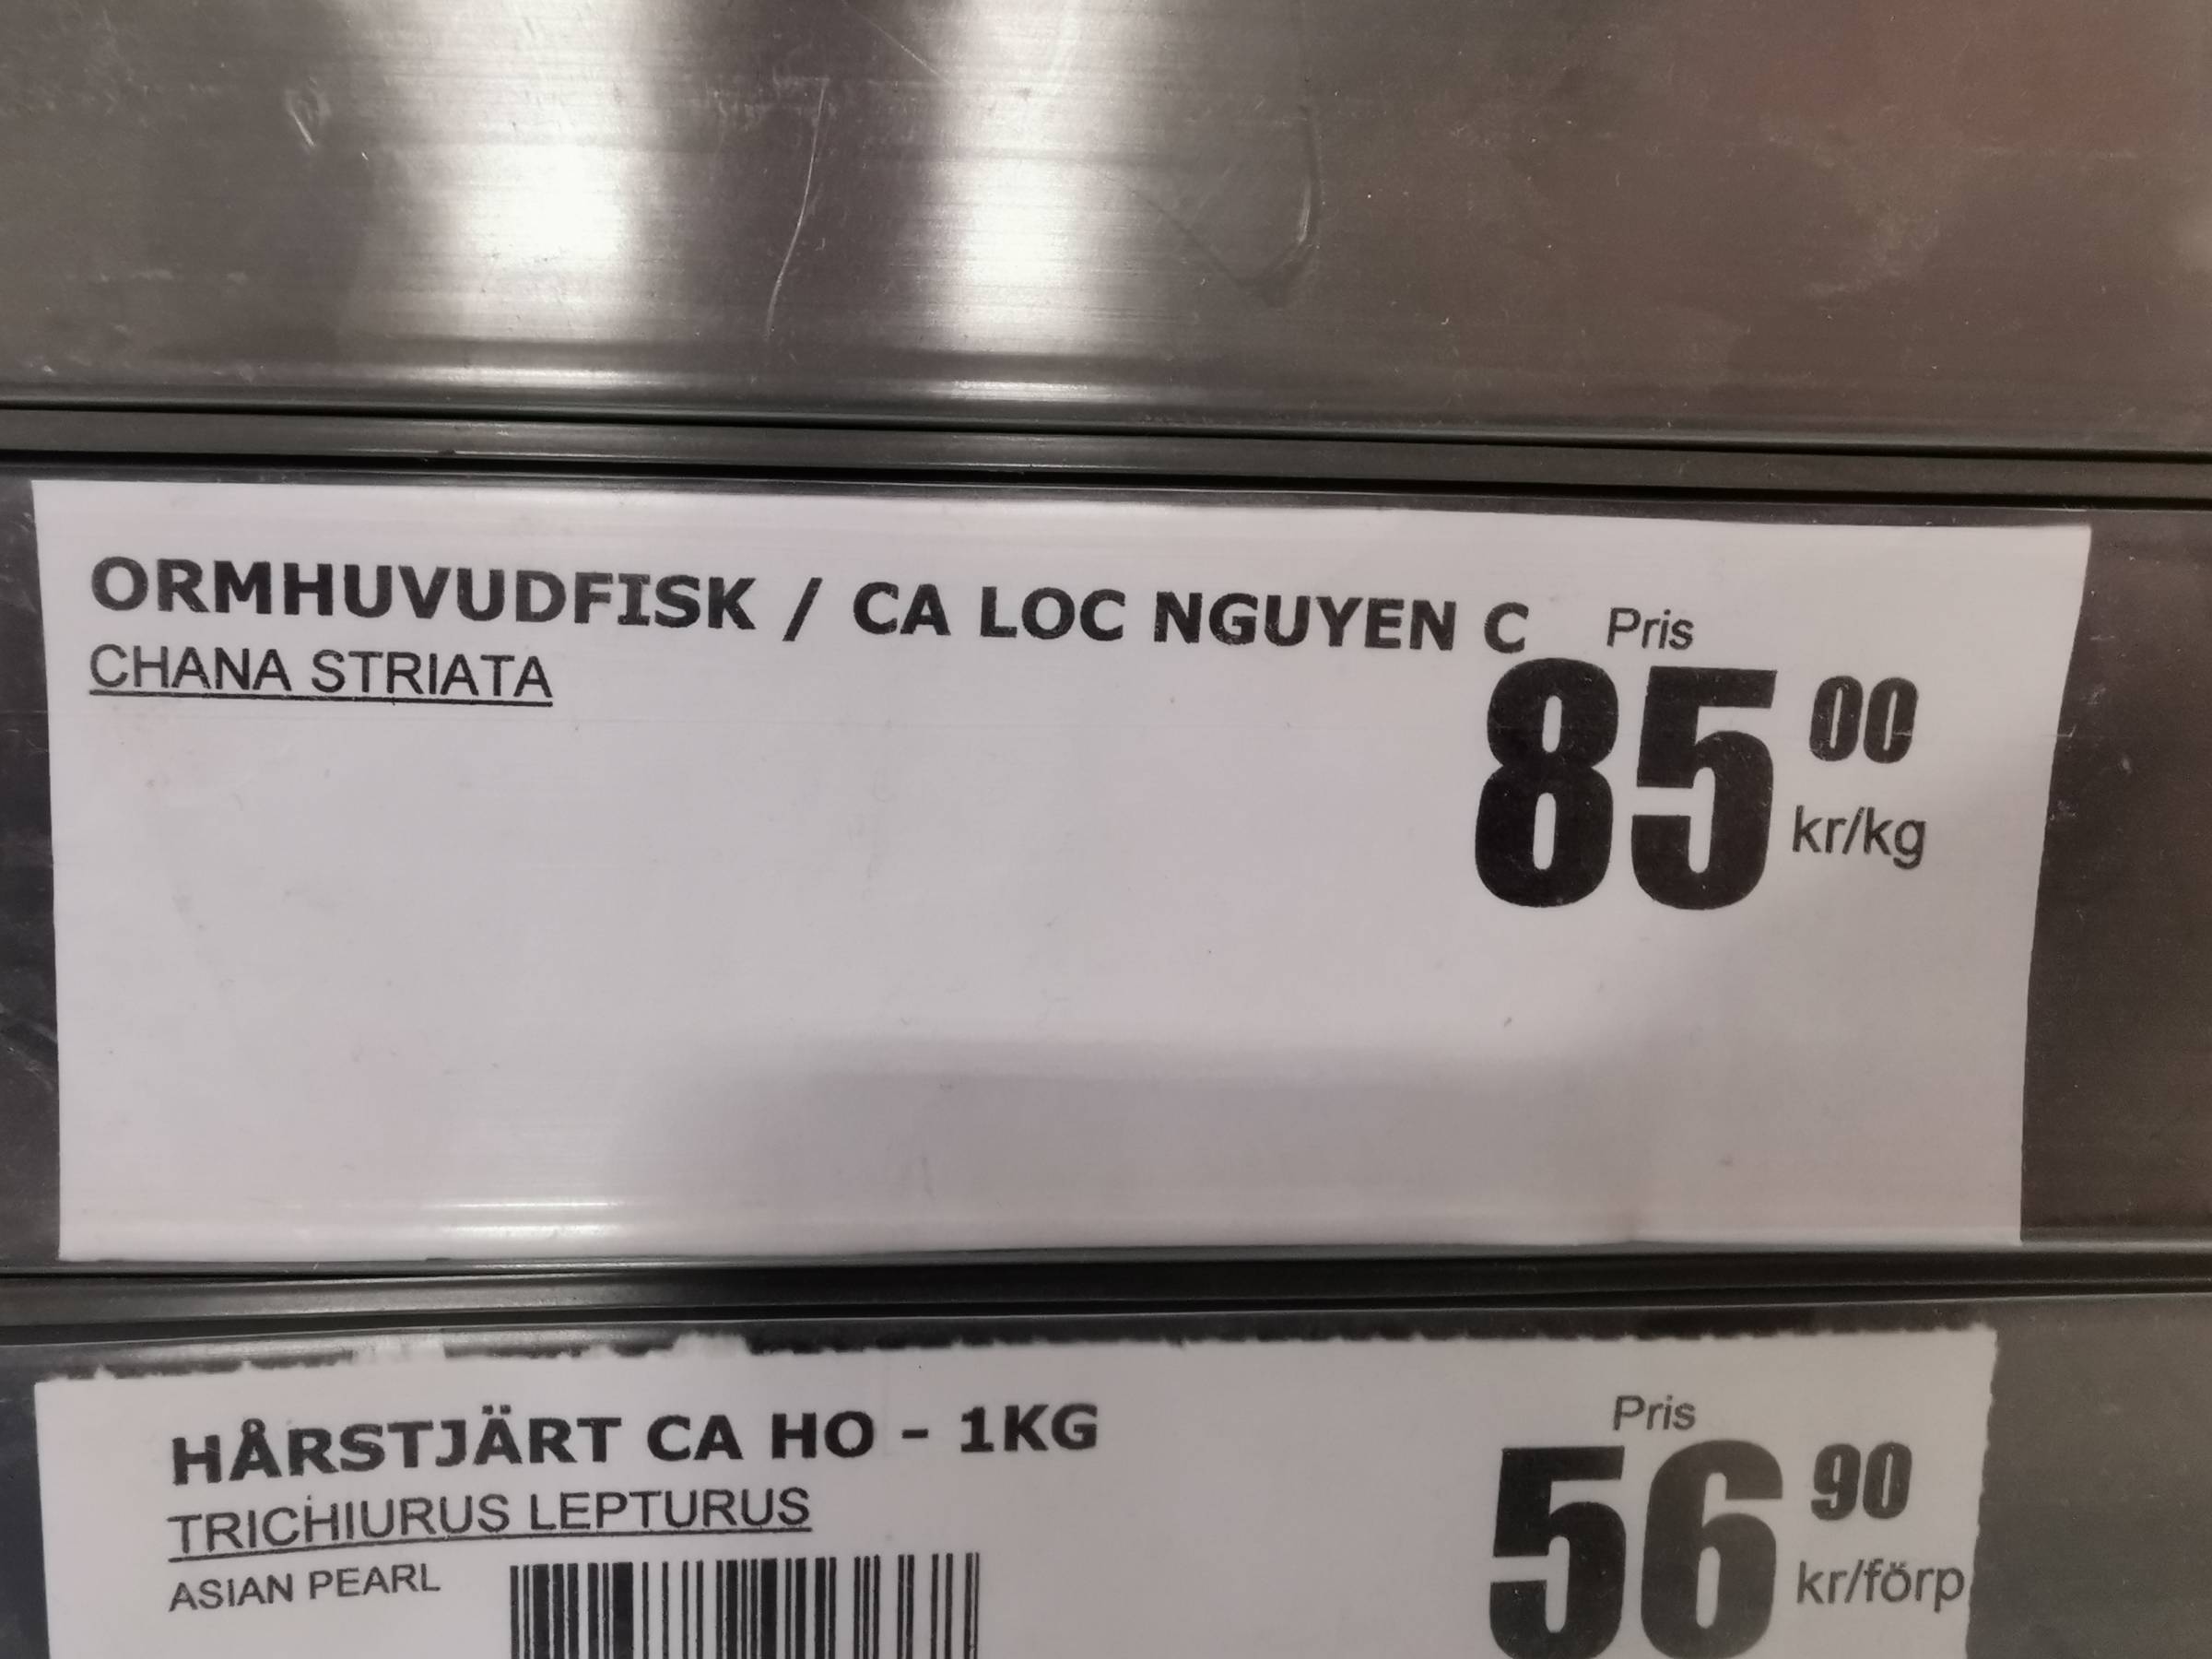 ORMHUVUDFISK / CA LOC NGUYEN C
CHANA STRIATA
Pris
85 00
kr/kg
HÅRSTJÄRT CA HO - 1KG
TRICHIURUS LEPTURUS
ASIAN PEARL
Pris
56 90
kr/förp